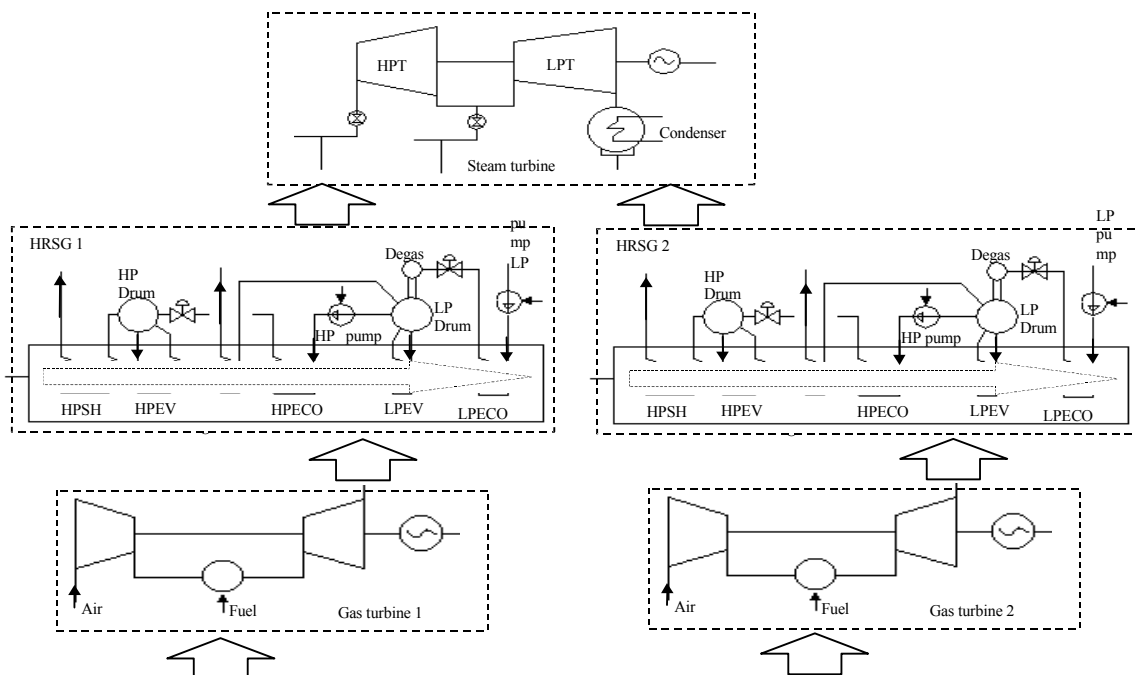 HPT
LPT
Condenser
Steam turbine
HRSG 1
HP
Drum
Degas
pu
mp
LP
LP
Drum
HP pump
HPSH
HPEV
HPECO
LPEV
LPECO
HRSG 2
HP
Drum
Degas
LP
pu
mp
LP
Drum
HP pump
HPSH
HPEV
HPECO
LPEV
LPECO
Air
Fuel
Gas turbine 1
Air
Fuel
Gas turbine 2